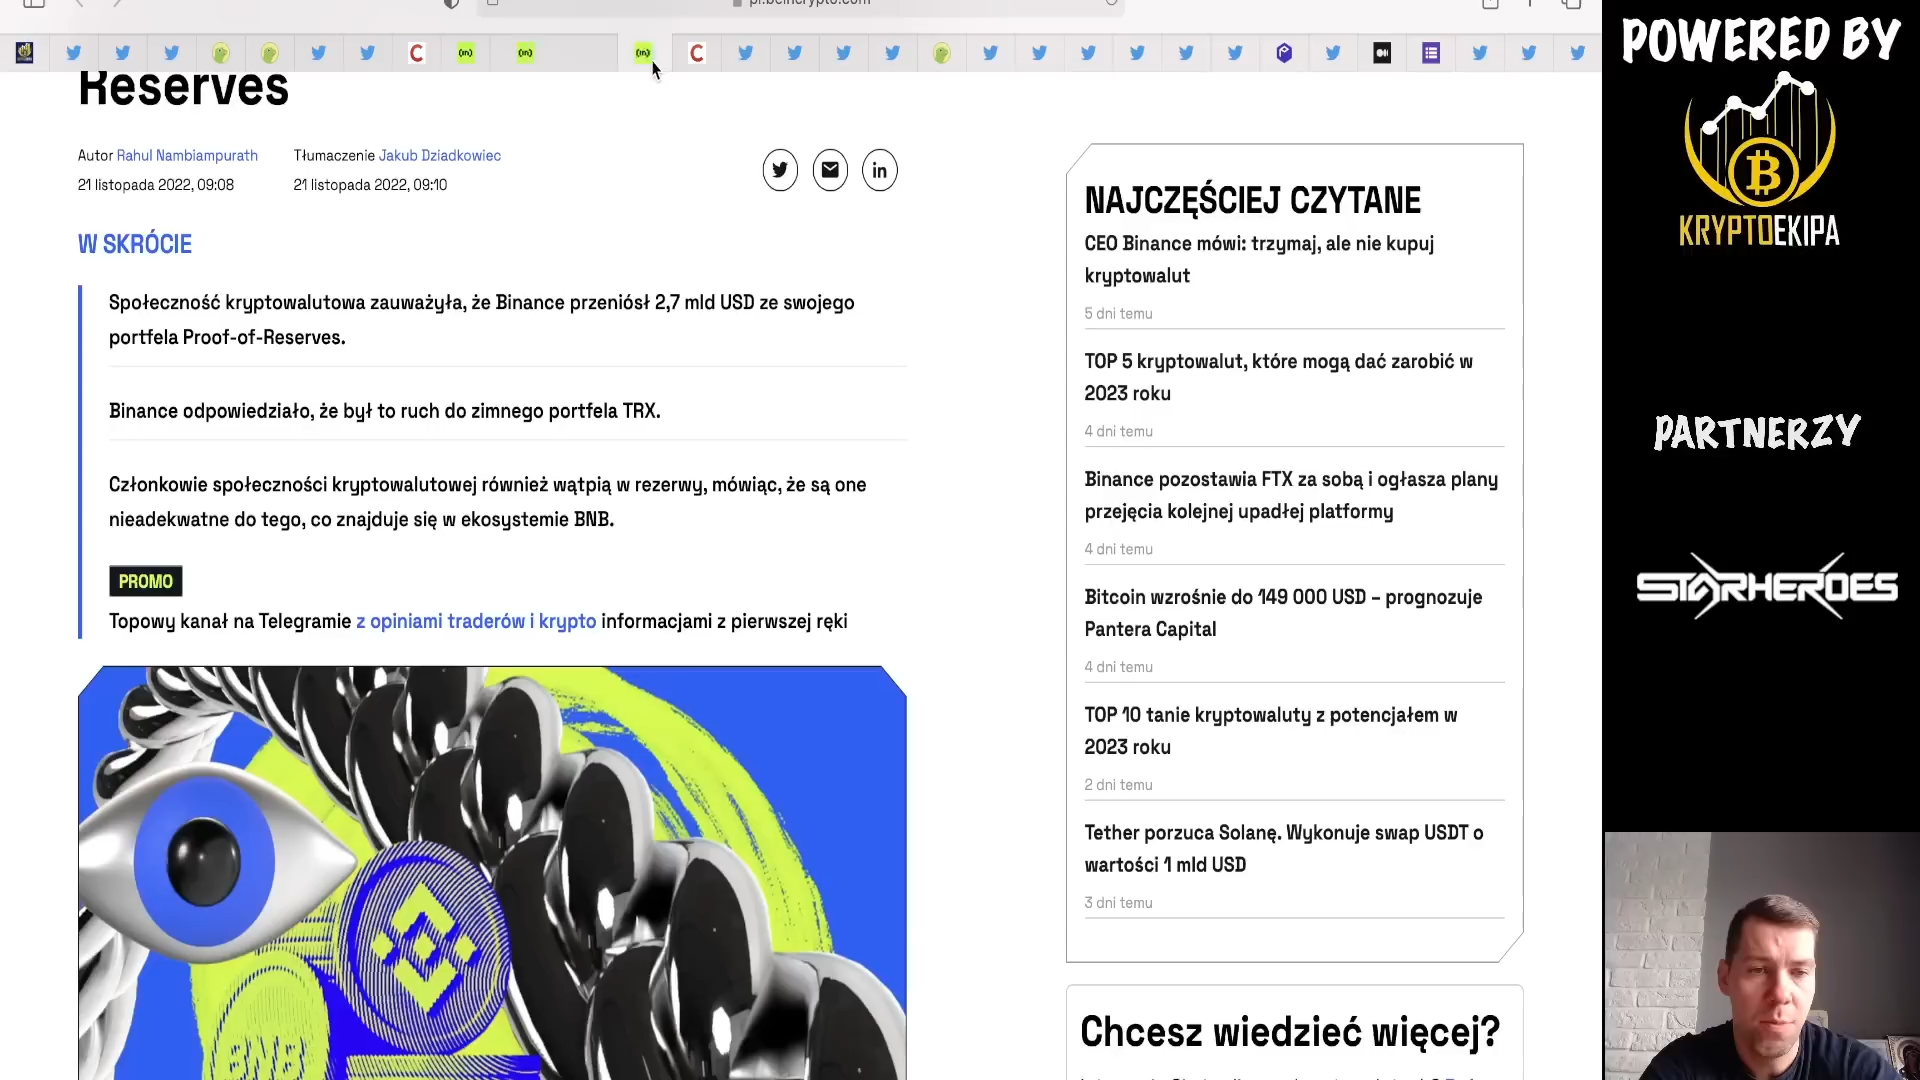 pl.beincrypto.com
Reserves
Autor Rahul Nambiampurath
21 listopada 2022, 09:08
Tłumaczenie Jakub Dziadkowiec
21 listopada 2022, 09:10
W SKRÓCIE
Społeczność kryptowalutowa zauważyła, że Binance przeniósł 2,7 mld USD ze swojego
portfela Proof-of-Reserves.
Binance odpowiedziało, że był to ruch do zimnego portfela TRX.
Członkowie społeczności kryptowalutowej również wątpią w rezerwy, mówiąc, że są one
nieadekwatne do tego, co znajduje się w ekosystemie BNB.
PROMO
Topowy kanał na Telegramie z opiniami traderów i krypto informacjami z pierwszej ręki
BNB
NAJCZĘŚCIEJ CZYTANE
CEO Binance mówi: trzymaj, ale nie kupuj
kryptowalut
5 dni temu
TOP 5 kryptowalut, które mogą dać zarobić w
2023 roku
4 dni temu
Binance pozostawia FTX za sobą i ogłasza plany
przejęcia kolejnej upadłej platformy
4 dni temu
Bitcoin wzrośnie do 149 000 USD – prognozuje
Pantera Capital
4 dni temu
TOP 10 tanie kryptowaluty z potencjałem w
2023 roku
2 dni temu
Tether porzuca Solanę. Wykonuje swap USDT o
wartości 1 mld USD
3 dni temu
Chcesz wiedzieć więcej?
POWERED BY
KRYPTOEKIPA
PARTNERZY
STARHEROES